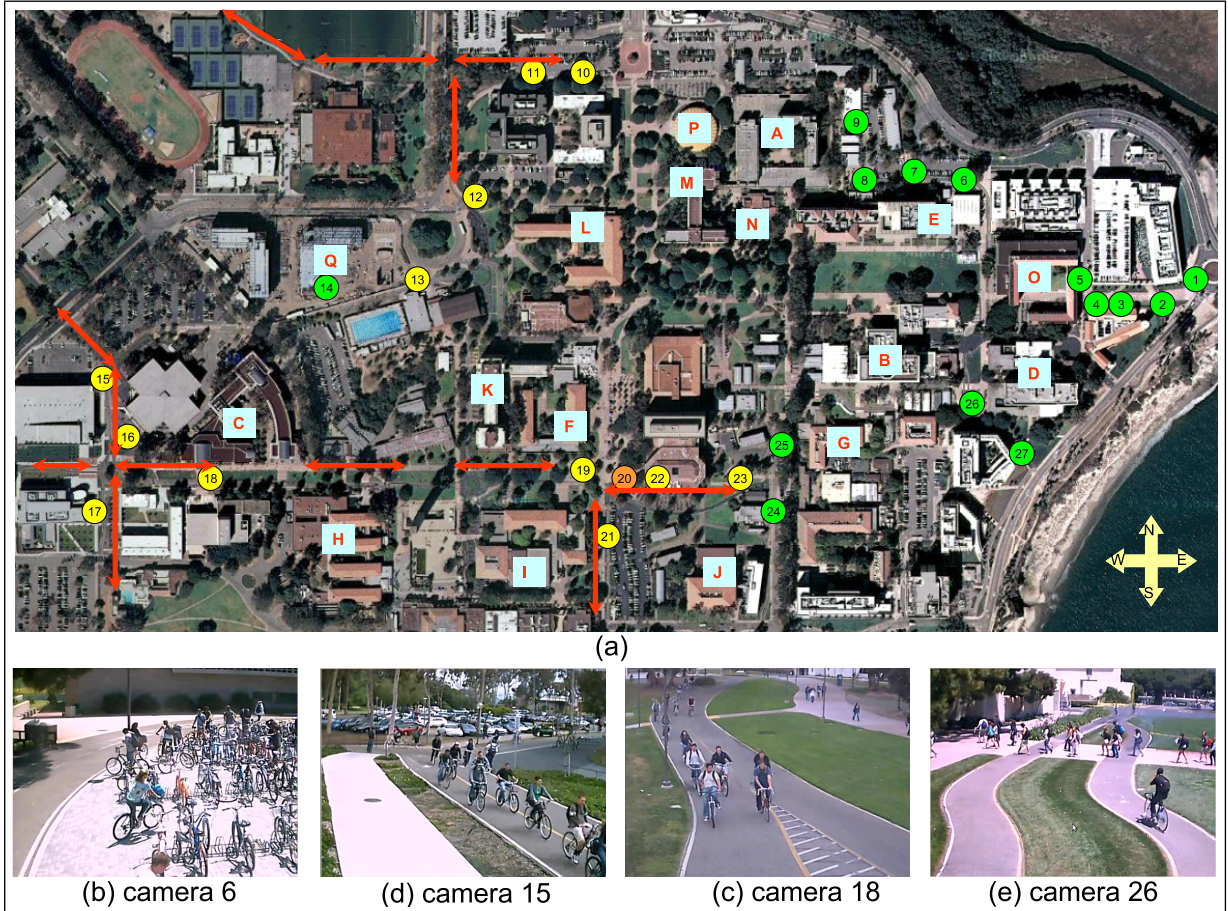 11 10
P A 9
M 8 7 6
12
L N E
Q 13 O 5 1
14 4 3 2
15 K B D
C F 26
16 G
25 27
18 19 20 22 23
17 24
H 21
I J
N
W E
S
(a)
(b) camera 6 (d) camera 15 (c) camera 18 (e) camera 26